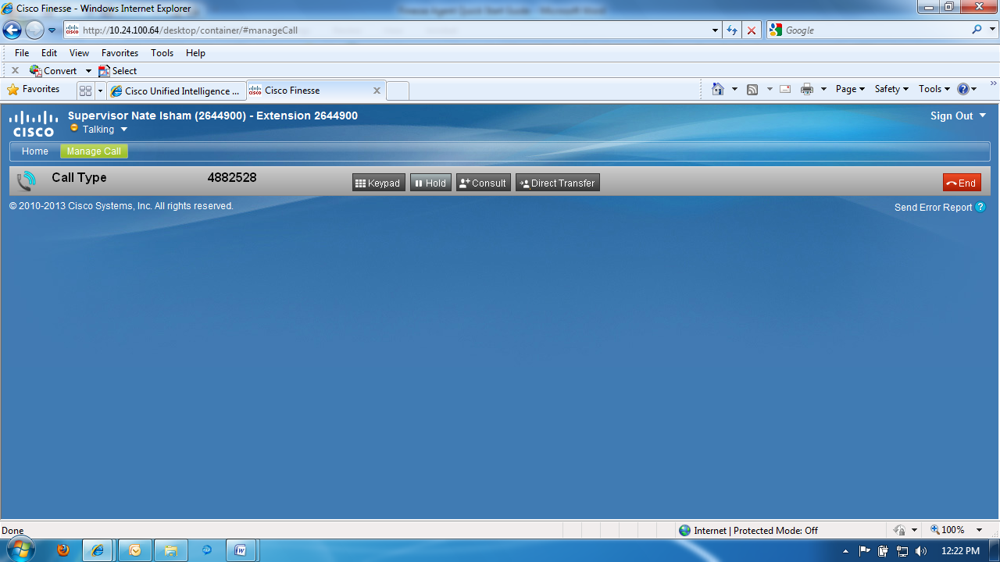 Cisco Finesse - Windows Internet Explorer
http://10.24.100.64/desktop/container/#manageCall
Google
File Edit View Favorites Tools Help
Convert Select
Favorites Cisco Unified Intelligence ... Cisco Finesse Page Safety Tools
CISCO
Supervisor Nate Isham (2644900) - Extension 2644900 Sign Out
Talking
Home Manage Call
Call Type 4882528 Keypad Hold Consult Direct Transfer End
© 2010-2013 Cisco Systems, Inc. All rights reserved. Send Error Report ?
Done Internet | Protected Mode: Off 100%
12:22 PM